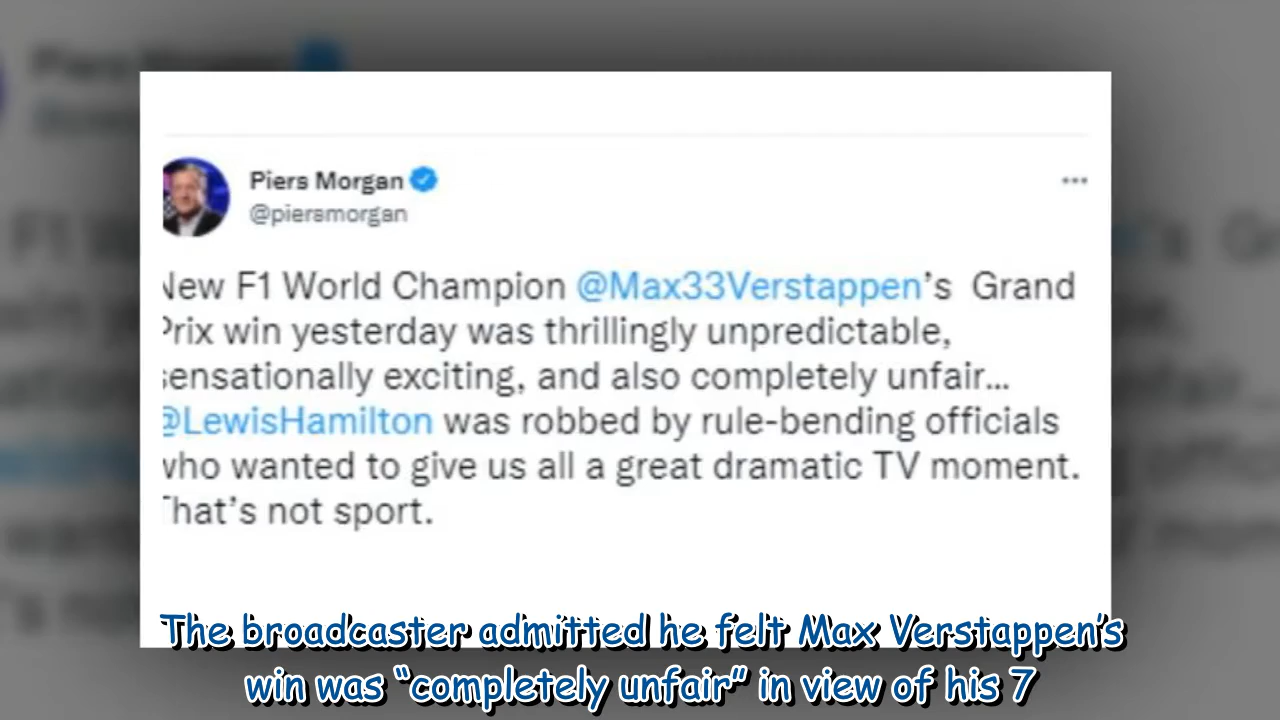 Piers Morgan
@piersmorgan
New F1 World Champion @Max33Verstappen's Grand
Prix win yesterday was thrillingly unpredictable,
sensationally exciting, and also completely unfair...
@LewisHamilton was robbed by rule-bending officials
who wanted to give us all a great dramatic TV moment.
That's not sport.
The broadcaster admitted he felt Max Verstappen's
win was “completely unfair” in view of his 7